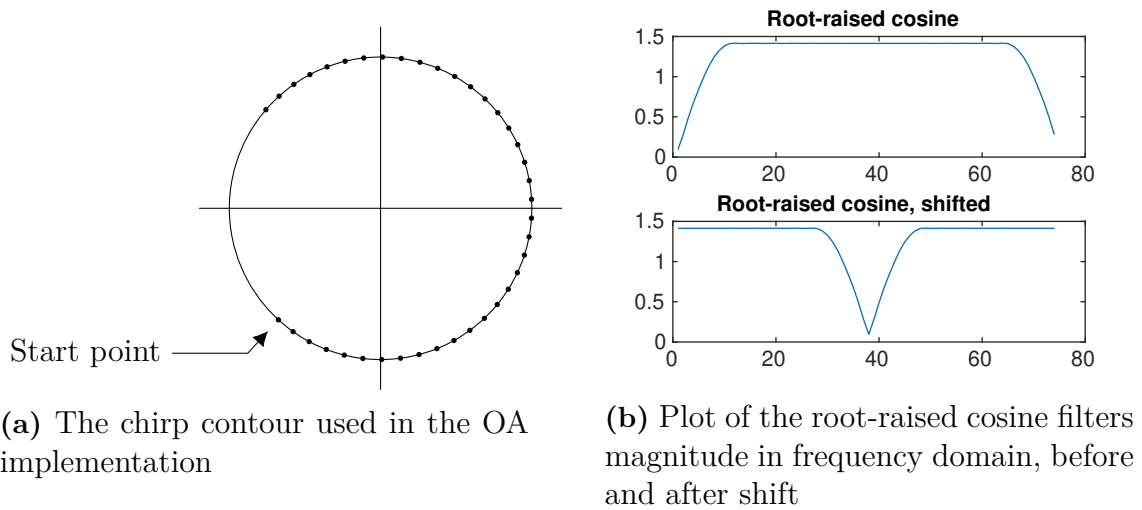 Start point
(a) The chirp contour used in the OA
implementation
Root-raised cosine
1.5
1
0.5
0
0 20 40 60 80
Root-raised cosine, shifted
1.5
1
0.5
0
0 20 40 60 80
(b) Plot of the root-raised cosine filters
magnitude in frequency domain, before
and after shift